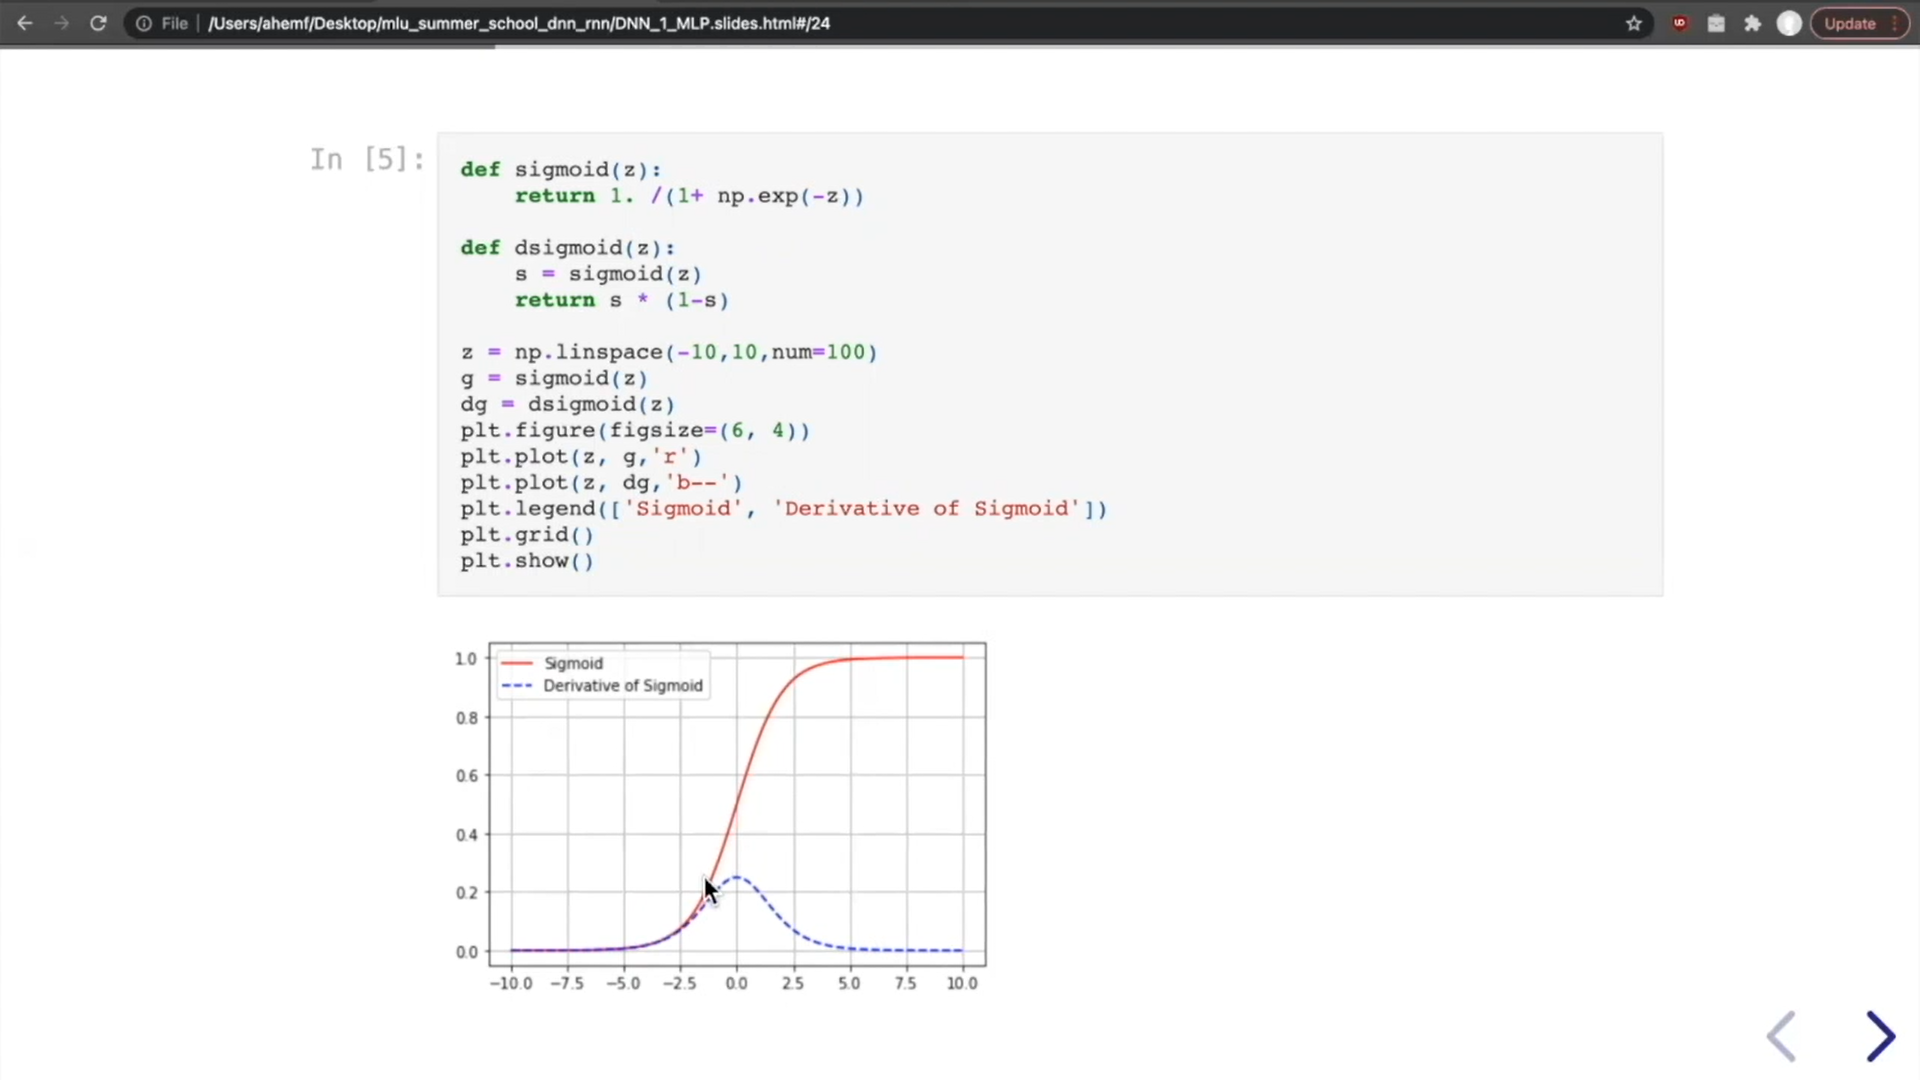 File | /Users/ahemf/Desktop/mlu_summer_school_dnn_rnn/DNN_1_MLP.slides.html#/24
Update
In [5]:
def sigmoid(z):
    return 1. /(1+ np.exp(-z))
def dsigmoid(z):
    s = sigmoid(z)
    return s * (1-s)
z = np.linspace(-10,10,num=100)
g = sigmoid(z)
dg = dsigmoid(z)
plt.figure(figsize=(6, 4))
plt.plot(z, g,'r')
plt.plot(z, dg,'b--')
plt.legend(['Sigmoid', 'Derivative of Sigmoid'])
plt.grid()
plt.show()
Sigmoid
Derivative of Sigmoid
1.0
0.8
0.6
0.4
0.2
0.0
−10.0 −7.5 −5.0 −2.5 0.0 2.5 5.0 7.5 10.0